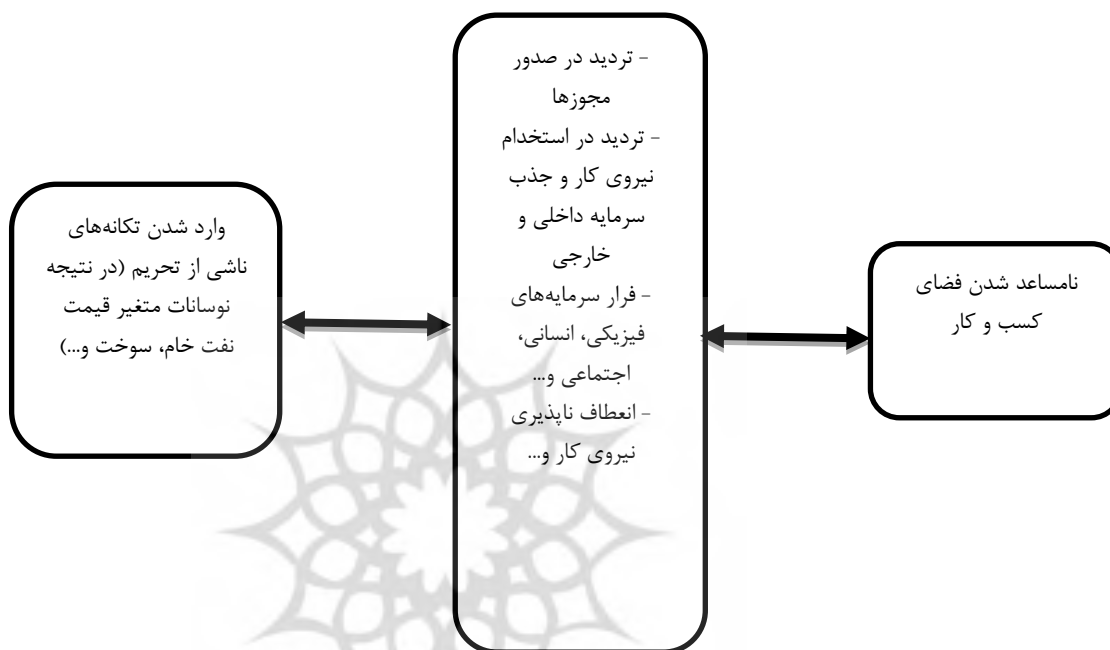 وارد شدن تکانه‌های
ناشی از تحریم (در نتیجه
نوسانات متغیر قیمت
نفت خام، سوخت و...)
- تردید در صدور
مجوزها
- تردید در استخدام
نیروی کار و جذب
سرمایه داخلی و
خارجی
- فرار سرمایه‌های
فیزیکی، انسانی،
اجتماعی و...
- انعطاف ناپذیری
نیروی کار و...
نامساعد شدن فضای
کسب و کار